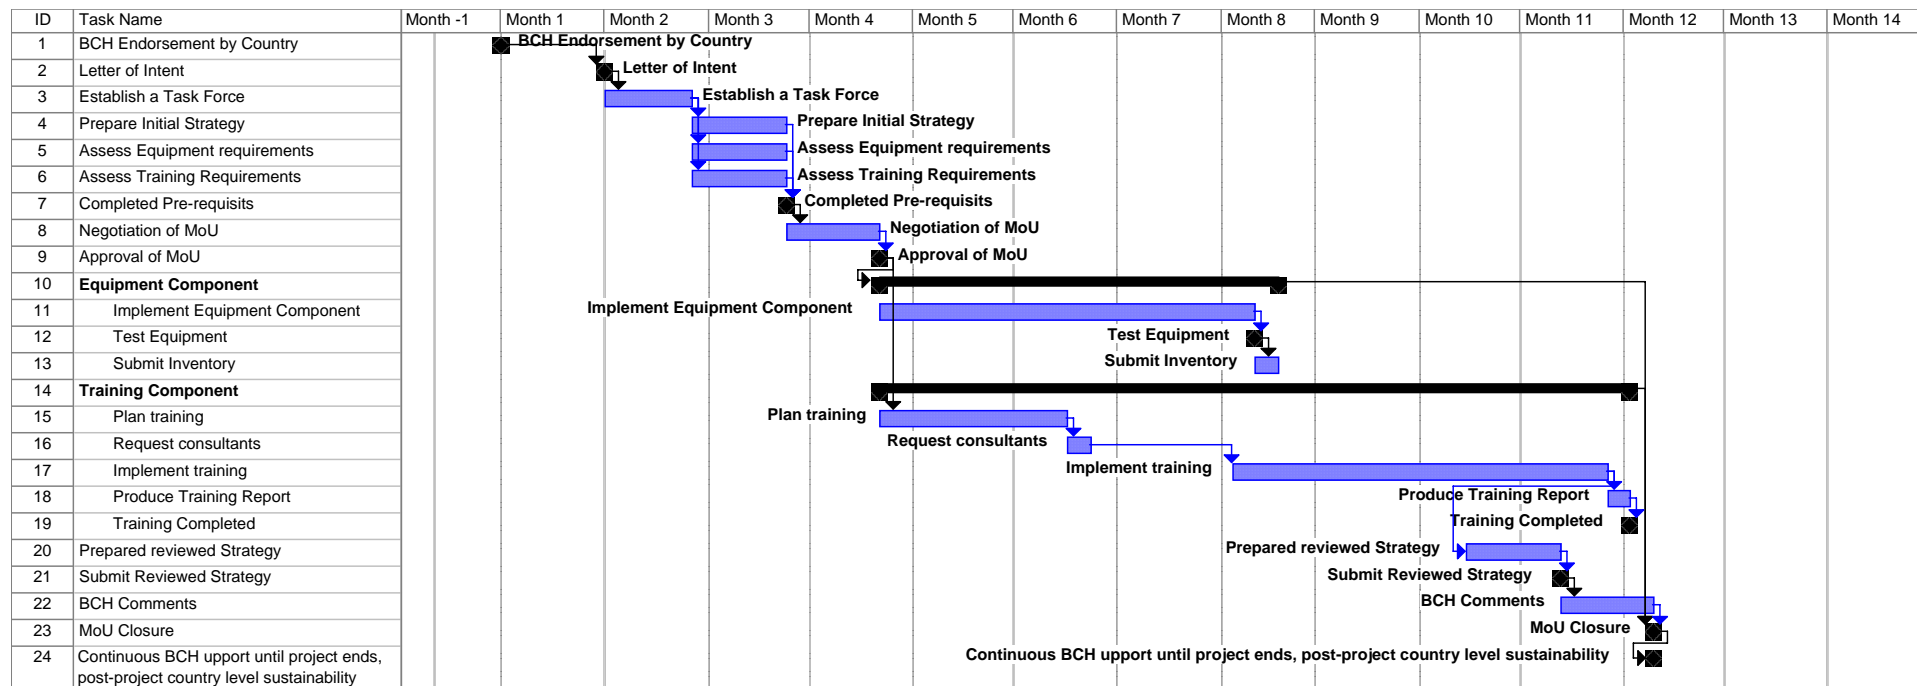 ID Task Name Month -1 Month 1 Month 2 Month 3 Month 4 Month 5 Month 6 Month 7 Month 8 Month 9 Month 10 Month 11 Month 12 Month 13 Month 14
1 BCH Endorsement by Country BCH Endorsement by Country
2 Letter of Intent Letter of Intent
3 Establish a Task Force Establish a Task Force
4 Prepare Initial Strategy Prepare Initial Strategy
5 Assess Equipment requirements Assess Equipment requirements
6 Assess Training Requirements Assess Training Requirements
7 Completed Pre-requisits Completed Pre-requisits
8 Negotiation of MoU Negotiation of MoU
9 Approval of MoU Approval of MoU
10 Equipment Component
11 Implement Equipment Component Implement Equipment Component
12 Test Equipment Test Equipment
13 Submit Inventory Submit Inventory
14 Training Component
15 Plan training Plan training
16 Request consultants Request consultants
17 Implement training Implement training
18 Produce Training Report Produce Training Report
19 Training Completed Training Completed
20 Prepared reviewed Strategy Prepared reviewed Strategy
21 Submit Reviewed Strategy Submit Reviewed Strategy
22 BCH Comments BCH Comments
23 MoU Closure MoU Closure
24 Continuous BCH upport until project ends, Continuous BCH upport until project ends, post-project country level sustainability
post-project country level sustainability